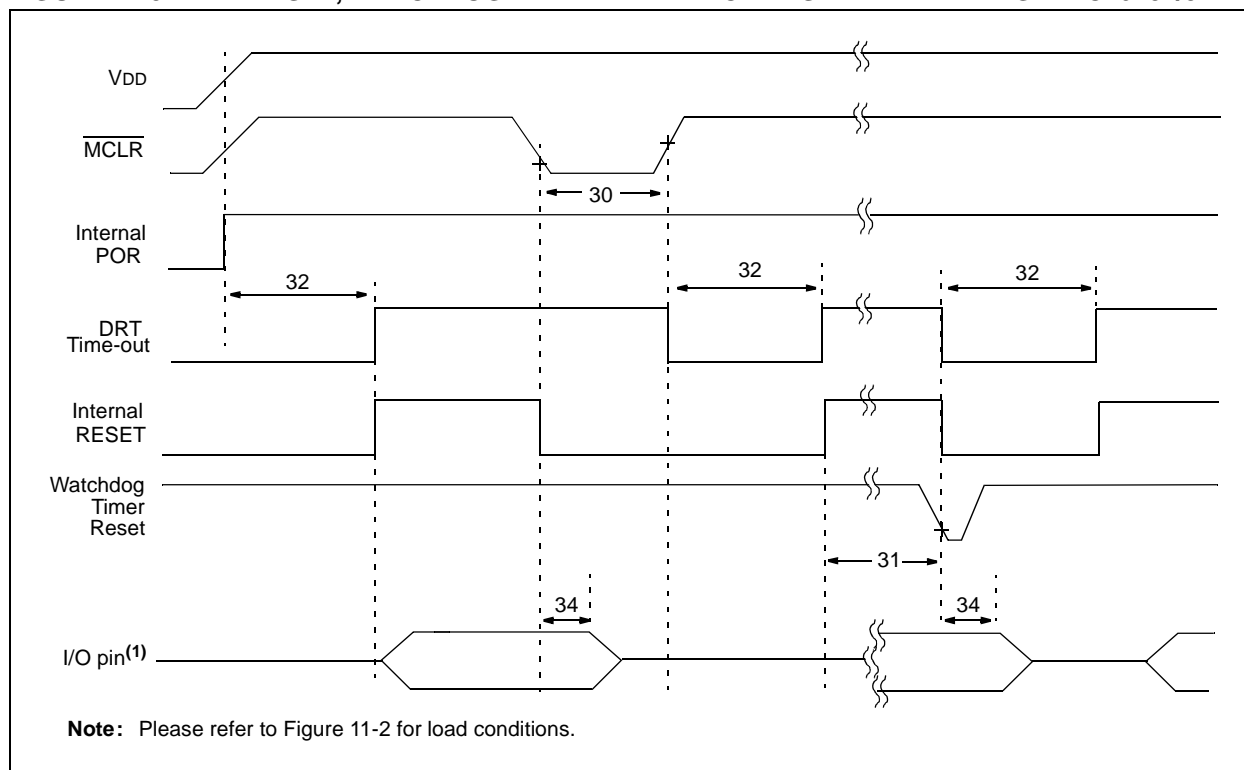 VDD
MCLR
30
Internal
POR
32
32
32
DRT
Time-out
Internal
RESET
Watchdog
Timer
Reset
31
34
34
I/O pin(1)
Note: Please refer to Figure 11-2 for load conditions.